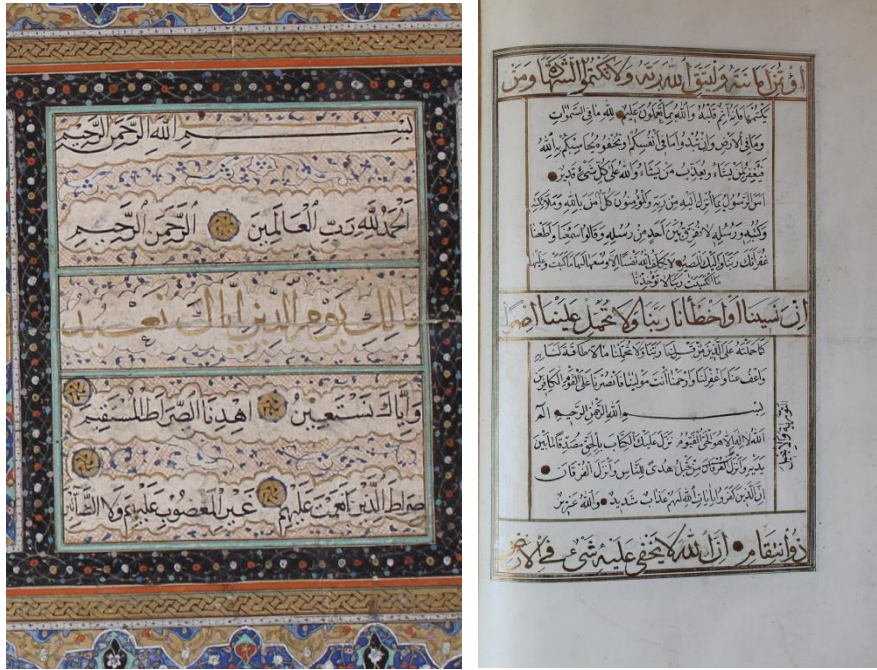 بسم الله الرحمن الرحيم
الحمد لله رب العالمين الرحمن الرحيم
مالك يوم الدين اياك نعبد
واياك نستعين اهدنا الصراط المستقيم
صراط الذين انعمت عليهم غير المغضوب عليهم ولا الضالين
اؤتمن امانته وليتق الله ربه ولا تكتموا الشهادة ومن
يكتمها فانه آثم قلبه والله بما تعملون عليم لله ما في السموات
وما في الارض وان تبدوا ما في انفسكم او تخفوه يحاسبكم به الله
فيغفر لمن يشاء ويعذب من يشاء والله على كل شيء قدير
آمن الرسول بما انزل اليه من ربه والمؤمنون كل آمن بالله وملائكته
وكتبه ورسله لا نفرق بين احد من رسله وقالوا سمعنا واطعنا
غفرانك ربنا واليك المصير لا يكلف الله نفسا الا وسعها لها ما كسبت وعليها
ما اكتسبت ربنا لا تؤاخذنا
ان نسينا او اخطأنا ربنا ولا تحمل علينا اصرا
كما حملته على الذين من قبلنا ربنا ولا تحملنا ما لا طاقة لنا به
واعف عنا واغفر لنا وارحمنا انت مولينا فانصرنا على القوم الكافرين
بسم الله الرحمن الرحيم الم
الله لا اله الا هو الحي القيوم نزل عليك الكتاب بالحق مصدقا لما بين
يديه وانزل من قبل هدى للناس وانزل الفرقان
التورية والانجيل
ان الذين كفروا بآيات الله لهم عذاب شديد والله عزيز
ذو انتقام ان الله لا يخفى عليه شيء في الارض